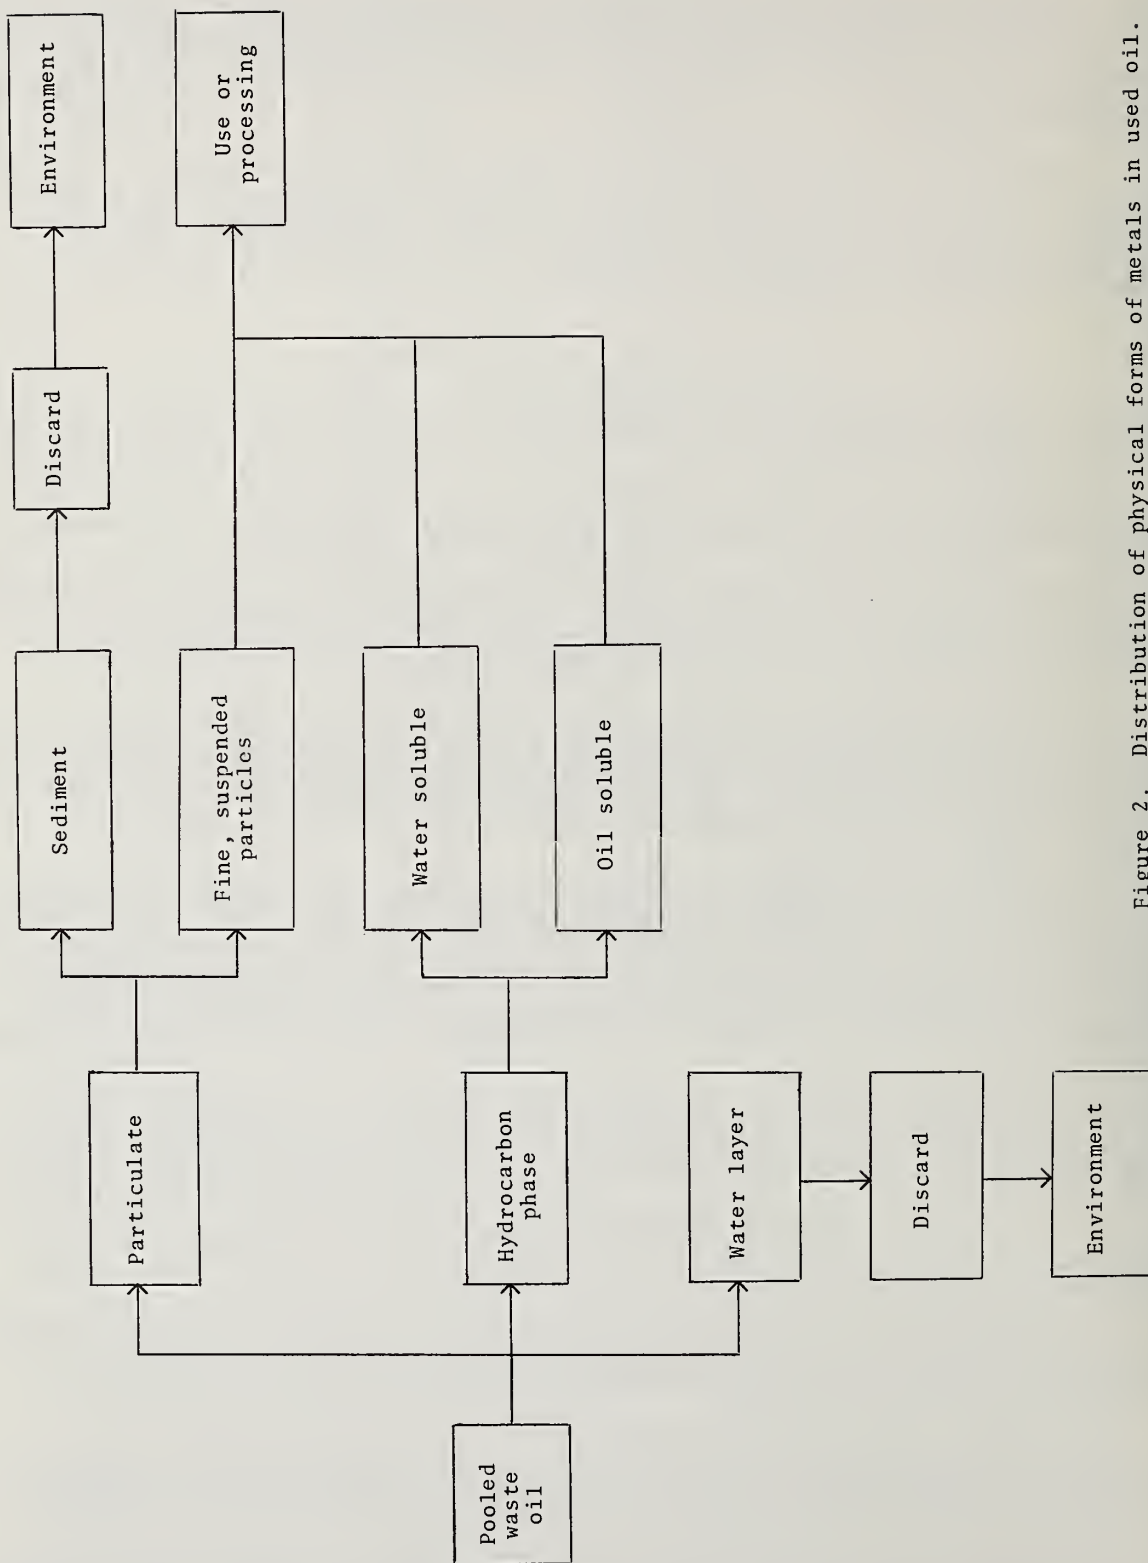 Pooled
waste
oil
Particulate
Hydrocarbon
phase
Water layer
Discard
Environment
Sediment
Fine, suspended
particles
Water soluble
Oil soluble
Discard
Environment
Use or
processing
Figure 2. Distribution of physical forms of metals in used oil.